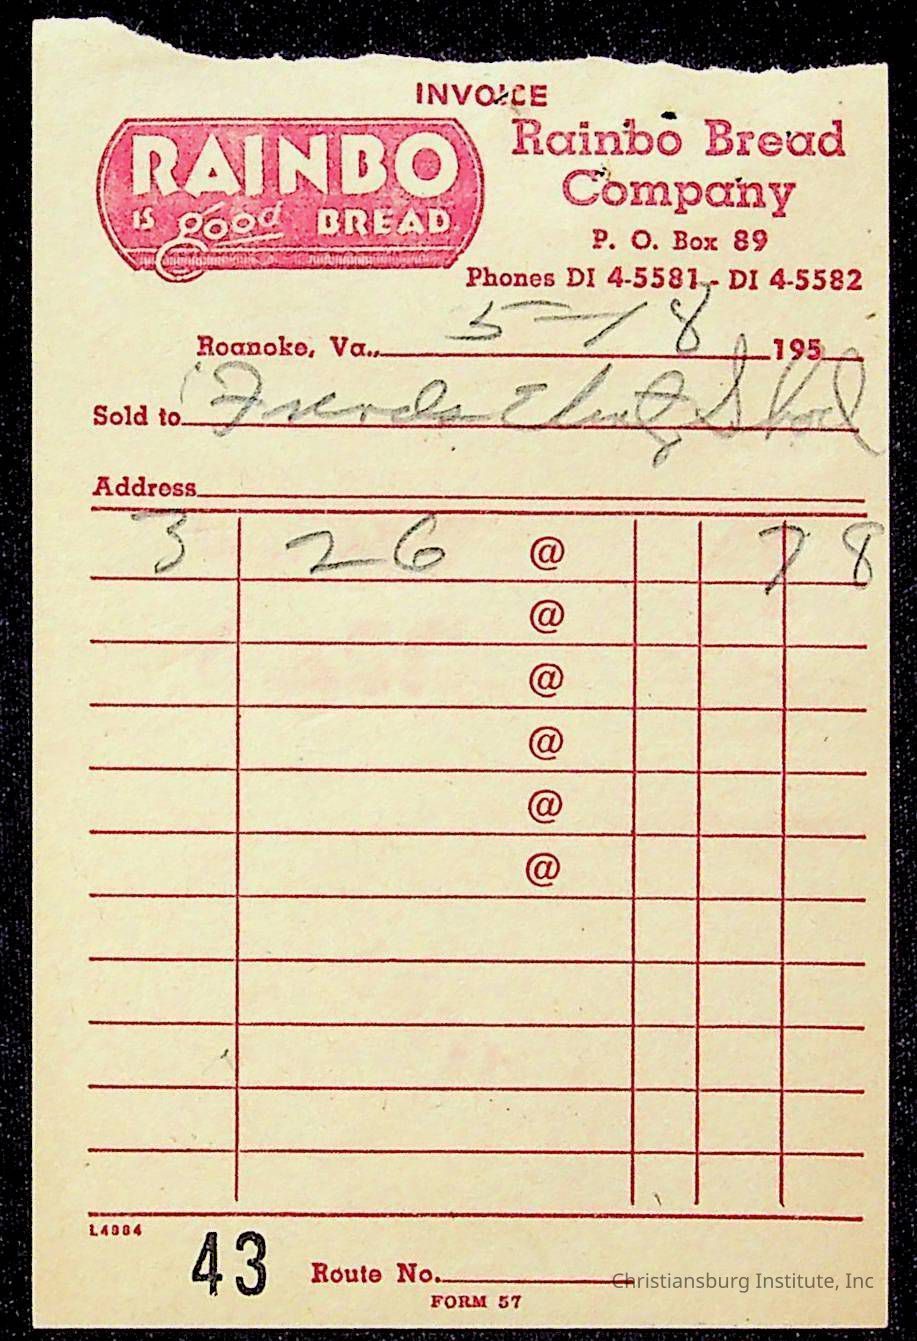 INVOICE
RAINBO
IS good BREAD
Rainbo Bread
Company
P. O. Box 89
Phones DI 4-5581 - DI 4-5582
Roanoke, Va., 5-18 195
Sold to Friends
Address
3 26 @ 78
@
@
@
@
@
L4884
43 Route No.
FORM 57
Christiansburg Institute, Inc